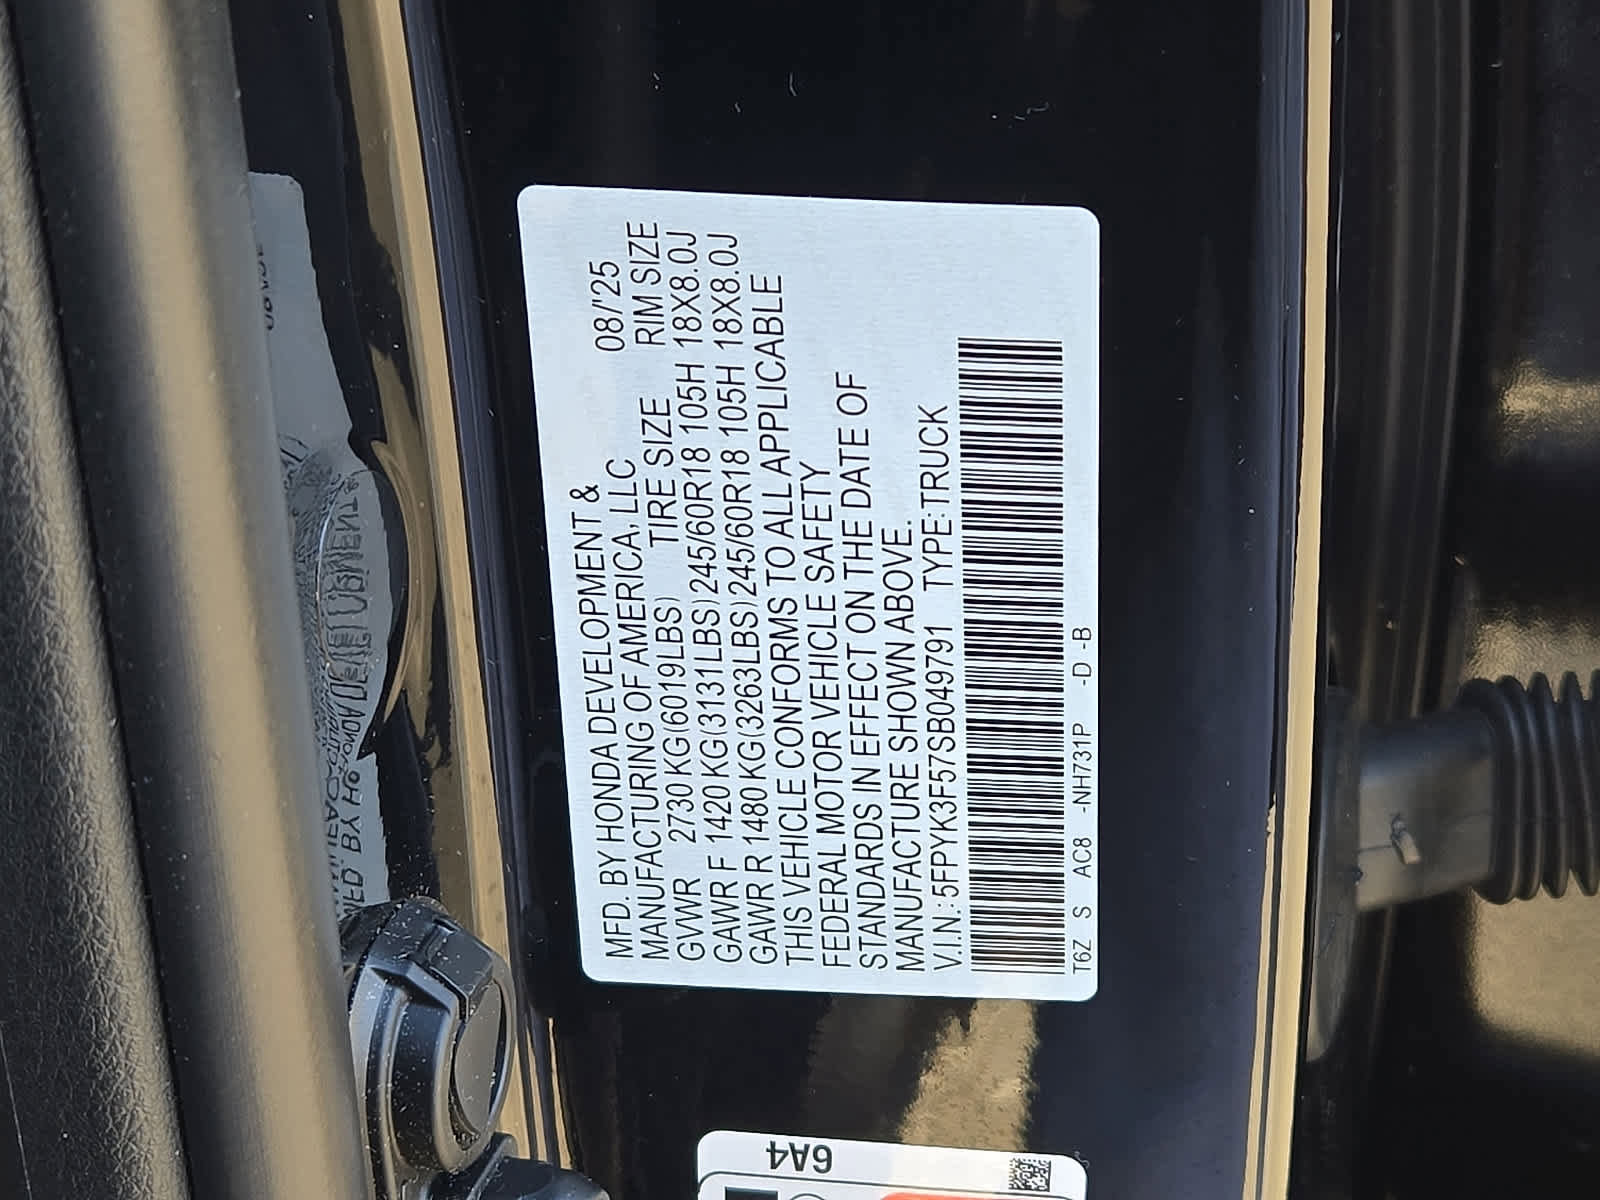 MFD. BY HONDA DEVELOPMENT &
MANUFACTURING OF AMERICA, LLC 08/'25
GVWR 2730 KG(6019LBS) TIRE SIZE RIM SIZE
GAWR F 1420 KG(3131LBS) 245/60R18 105H 18X8.0J
GAWR R 1480 KG(3263LBS) 245/60R18 105H 18X8.0J
THIS VEHICLE CONFORMS TO ALL APPLICABLE
FEDERAL MOTOR VEHICLE SAFETY
STANDARDS IN EFFECT ON THE DATE OF
MANUFACTURE SHOWN ABOVE.
V.I.N.: 5FPYK3F57SB049791 TYPE:TRUCK
T6Z S AC8 -NH731P -D -B
6A4